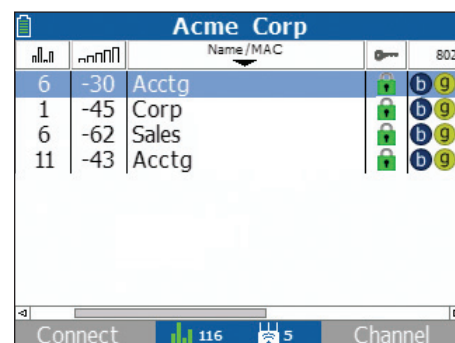 Acme Corp
Name/MAC 802
6 -30 Acctg b g
1 -45 Corp b g
6 -62 Sales b g
11 -43 Acctg b g
Connect 116 5 Channel